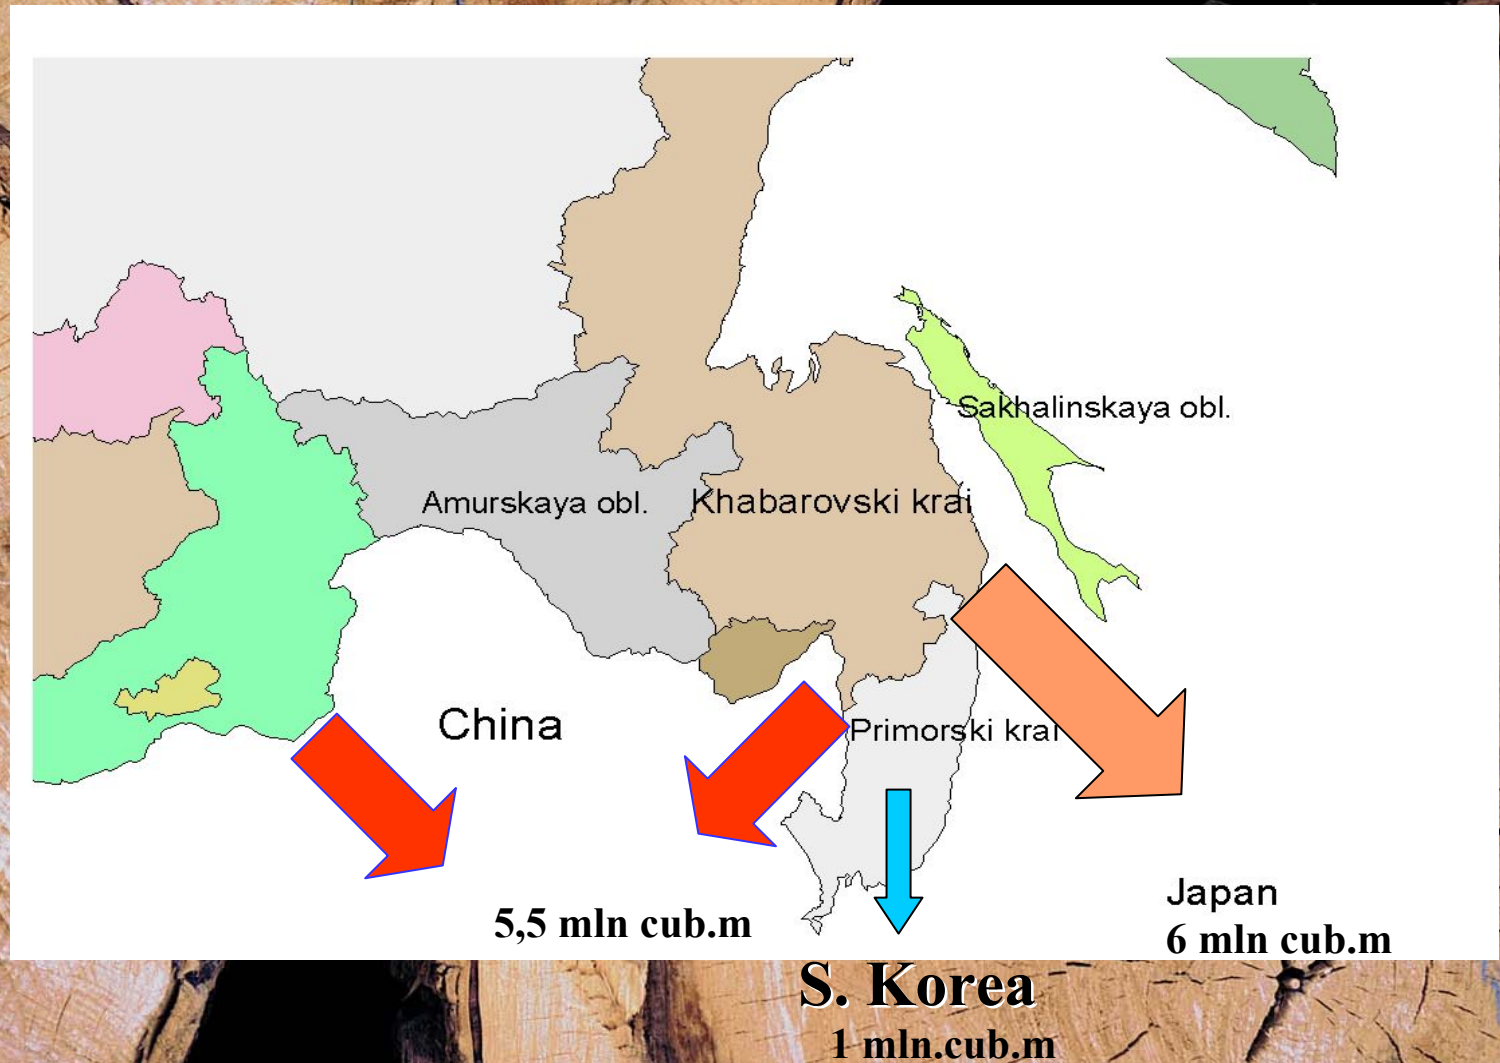 Sakhalinskaya obl.
Amurskaya obl.
Khabarovski krai
China
Primorski krai
5,5 mln cub.m
Japan
6 mln cub.m
S. Korea
1 mln.cub.m